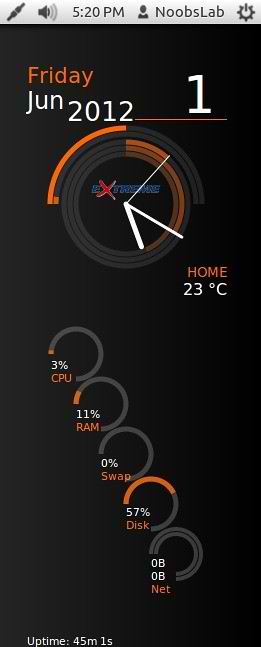 5:20 PM NoobsLab
Friday
Jun 2012 1
EXTREME
HOME
23 °C
3%
CPU
11%
RAM
0%
Swap
57%
Disk
0B
0B
Net
Uptime: 45m 1s